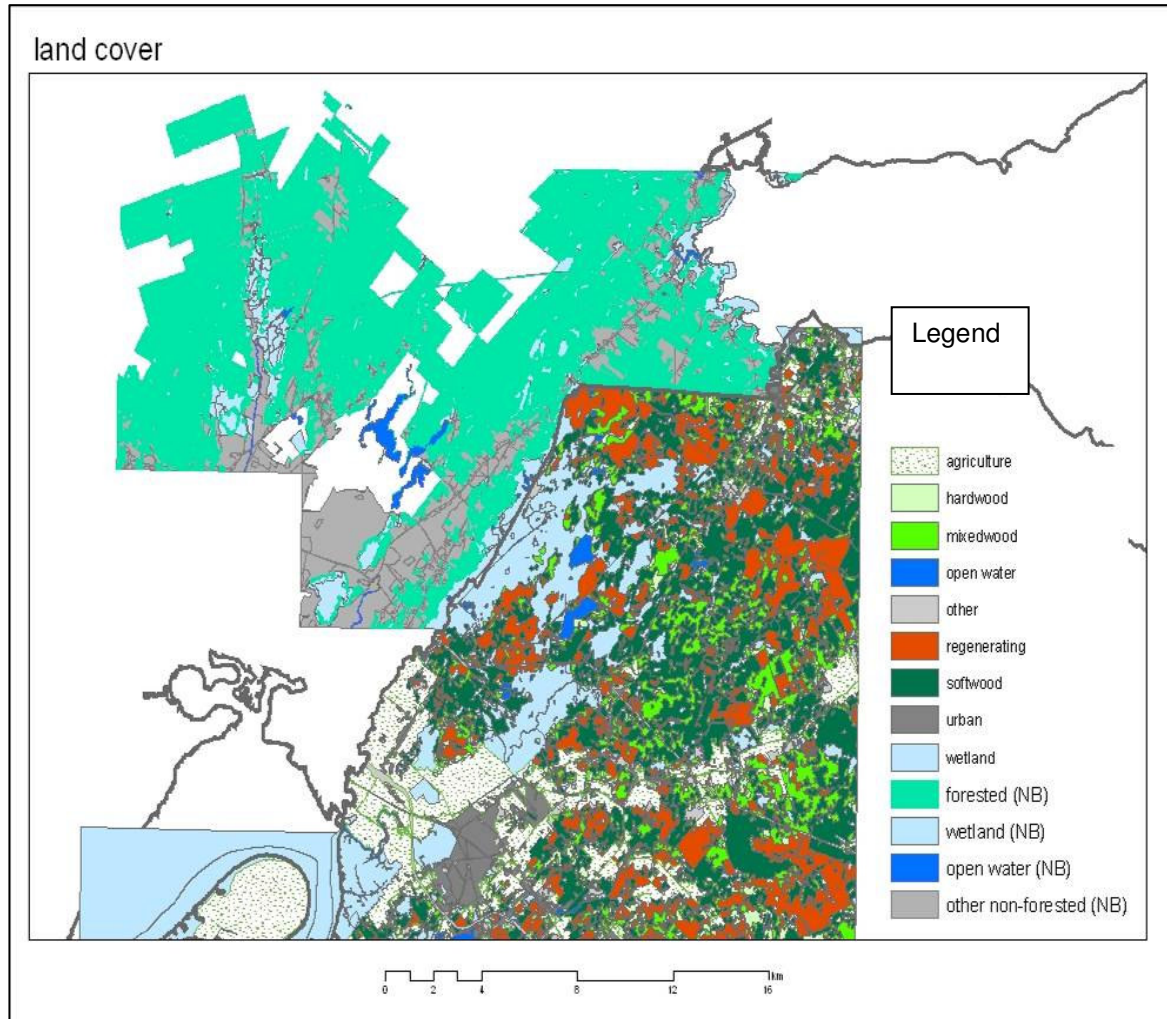 land cover
Legend
agriculture
hardwood
mixedwood
open water
other
regenerating
softwood
urban
wetland
forested (NB)
wetland (NB)
open water (NB)
other non-forested (NB)
km
0 2 4 8 12 16